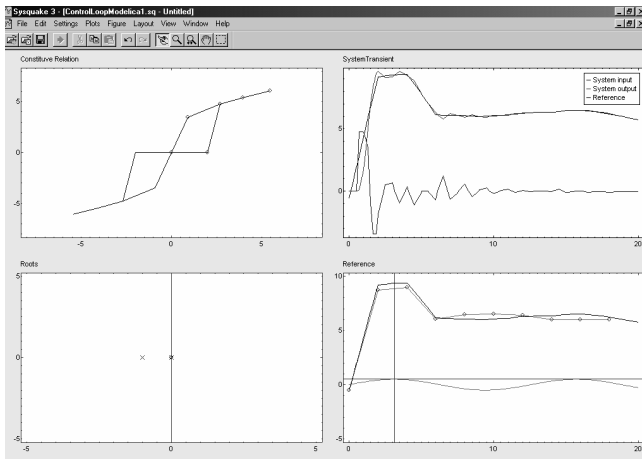 Sysquake 3 - [ControlLoopModelica1.sq - Untitled]
File Edit Settings Plots Figure Layout View Window Help
Constituve Relation
5
0
-5
-5 0 5
SystemTransient
System input
System output
Reference
5
0
0 10 20
Roots
5
0
-5
-5 0 5
Reference
10
5
0
-5
0 10 20